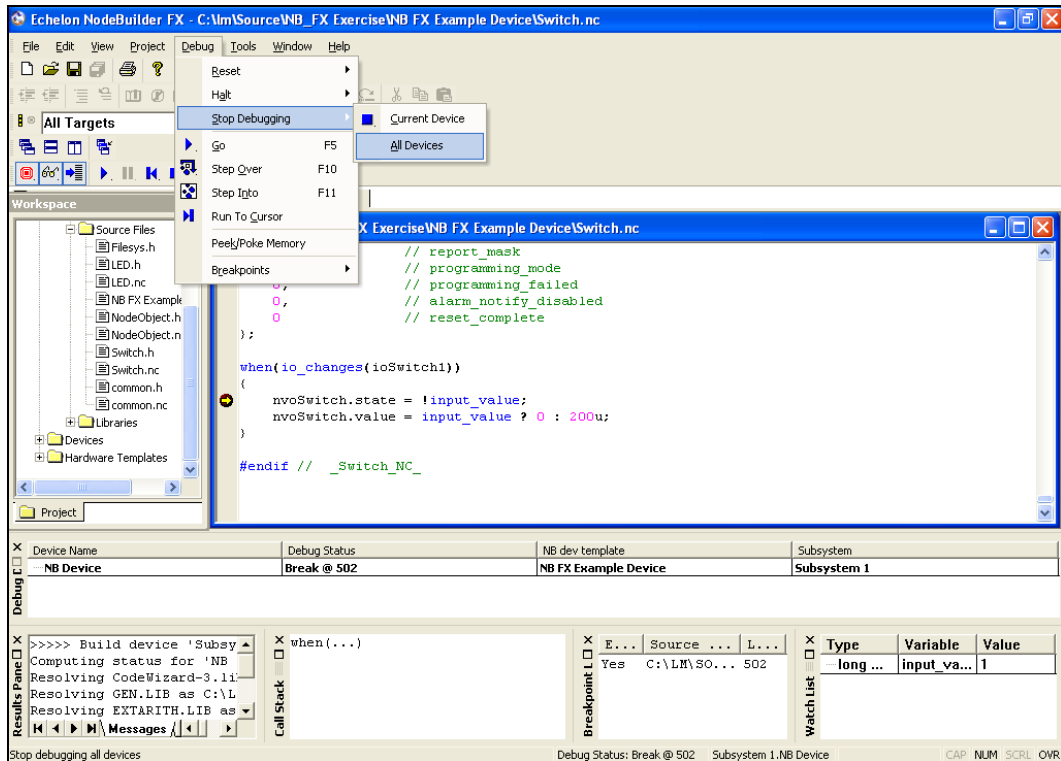 Echelon NodeBuilder FX - C:\lm\Source\NB_FX Exercise\NB FX Example Device\Switch.nc
File Edit View Project Debug Tools Window Help
Reset
Halt
Stop Debugging
Current Device
All Targets
Go F5
All Devices
Step Over F10
Step Into F11
Workspace
Run To Cursor
Peek/Poke Memory
Breakpoints
X Exercise\NB FX Example Device\Switch.nc
Source Files
Filesys.h
LED.h
LED.nc
NB FX Example
NodeObject.h
NodeObject.n
Switch.h
Switch.nc
common.h
common.nc
Libraries
Devices
Hardware Templates
Project
// report_mask
// programming_mode
0, // programming_failed
0, // alarm_notify_disabled
0 // reset_complete
};
when(io_changes(ioSwitch1))
{
nvoSwitch.state = !input_value;
nvoSwitch.value = input_value ? 0 : 200u;
}
#endif // _Switch_NC_
Debug D
Device Name Debug Status NB dev template Subsystem
NB Device Break @ 502 NB FX Example Device Subsystem 1
Results Pane
>>>>> Build device 'Subsy
Computing status for 'NB
Resolving CodeWizard-3.li
Resolving GEN.LIB as C:\L
Resolving EXTARITH.LIB as
Messages
Call Stack
when(...)
Breakpoint L
E... Source ... L...
Yes C:\LM\SO... 502
Watch List
Type Variable Value
long ... input_va... 1
Stop debugging all devices Debug Status: Break @ 502 Subsystem 1.NB Device CAP NUM SCRL OVR